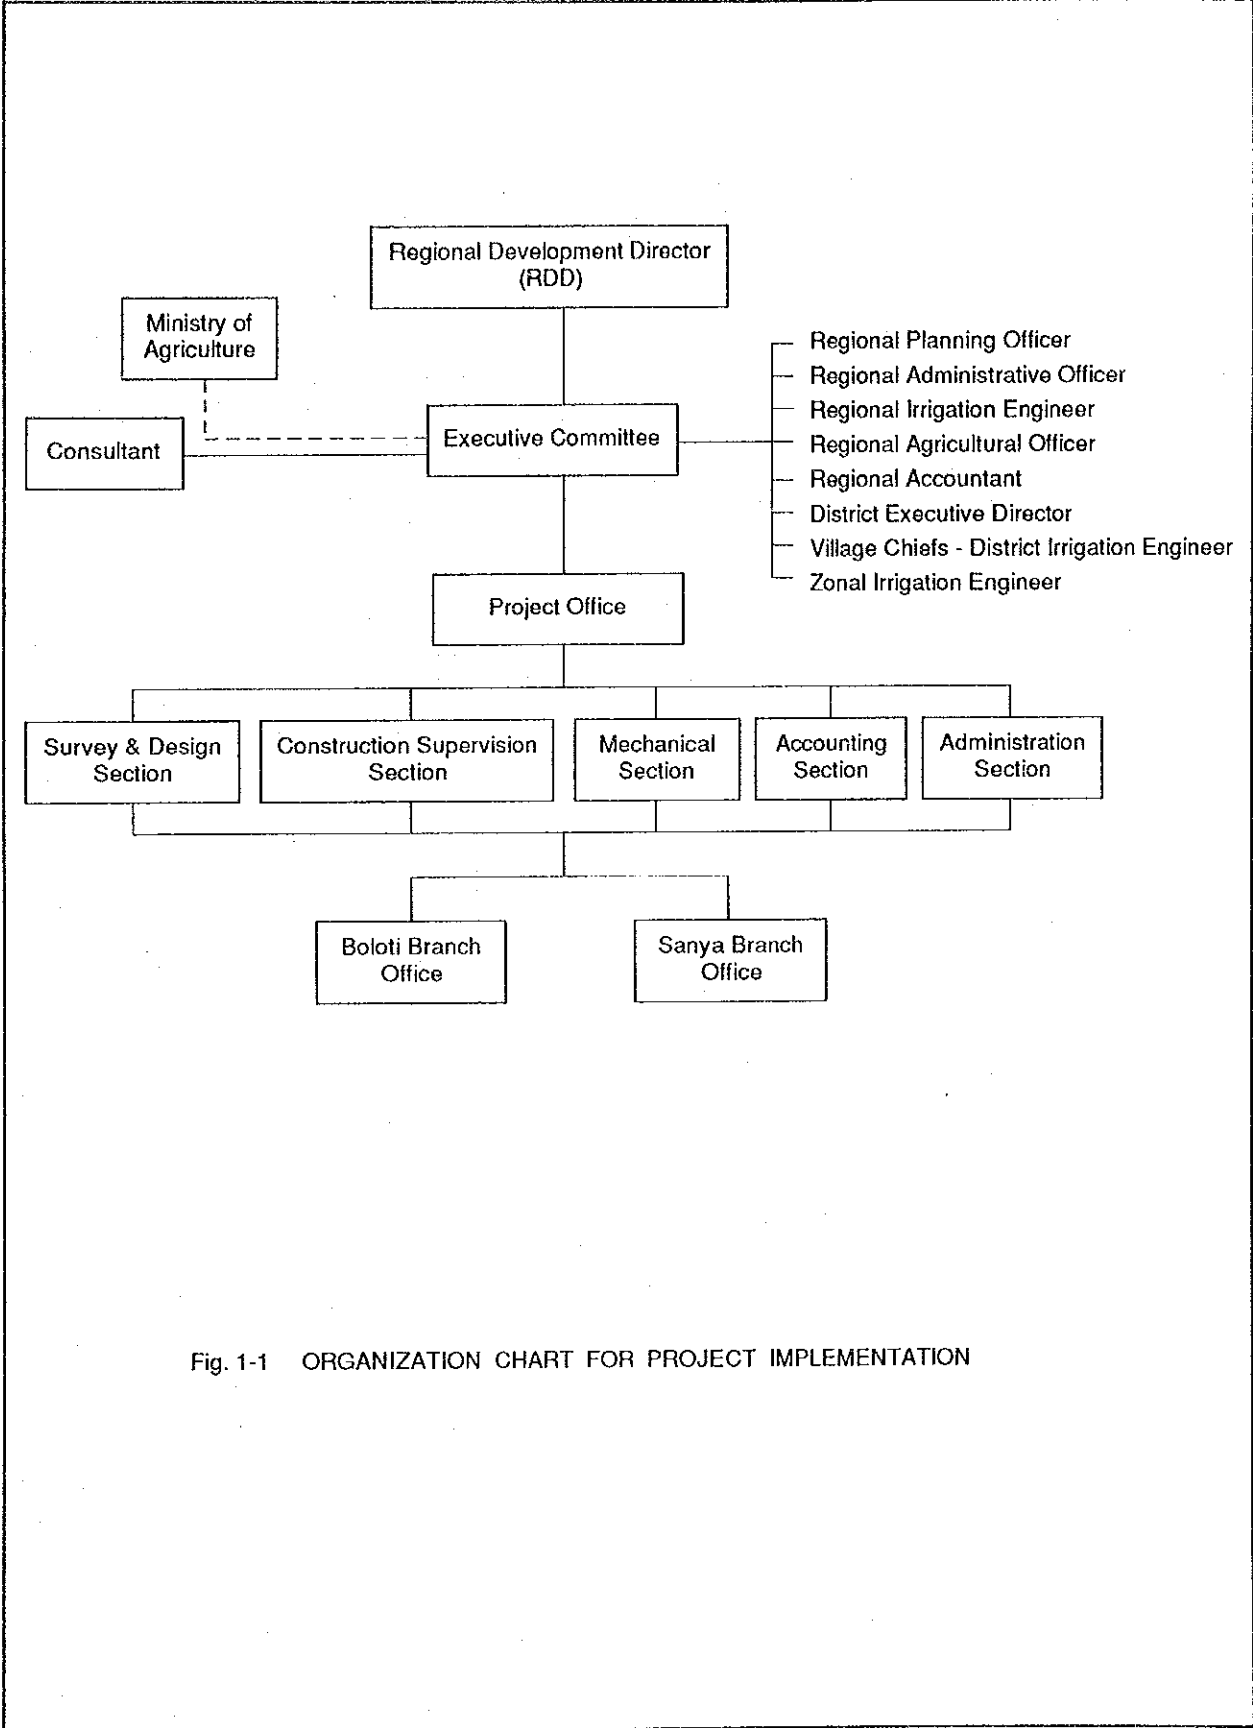 Regional Development Director
(RDD)
Ministry of
Agriculture
Consultant
Executive Committee
Regional Planning Officer
Regional Administrative Officer
Regional Irrigation Engineer
Regional Agricultural Officer
Regional Accountant
District Executive Director
Village Chiefs - District Irrigation Engineer
Zonal Irrigation Engineer
Project Office
Survey & Design
Section
Construction Supervision
Section
Mechanical
Section
Accounting
Section
Administration
Section
Boloti Branch
Office
Sanya Branch
Office
Fig. 1-1 ORGANIZATION CHART FOR PROJECT IMPLEMENTATION